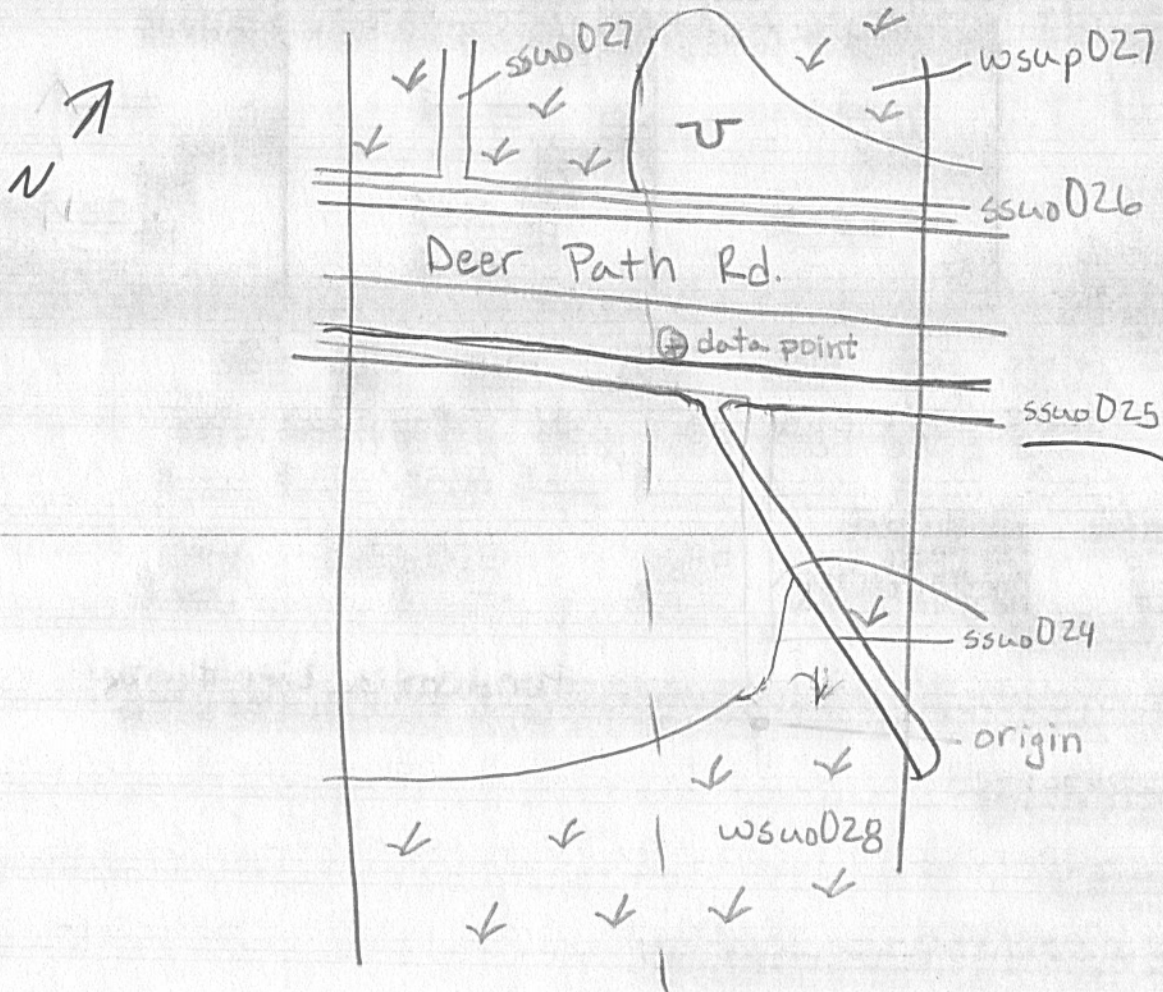 ssuo027
wsup027
N
U
ssuo026
Deer Path Rd.
data point
ssuo025
ssuo024
origin
wsuo028